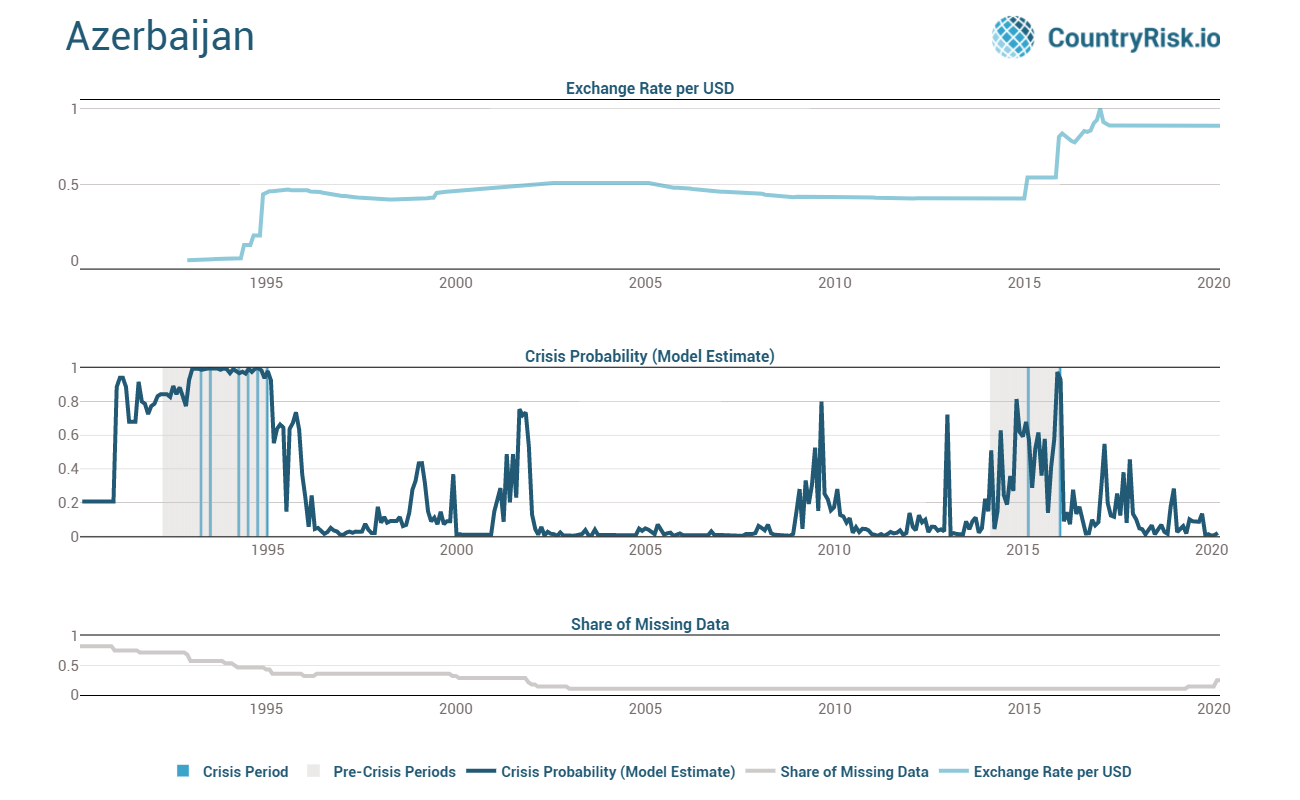 Azerbaijan
CountryRisk.io
Exchange Rate per USD
1
0.5
0
1995 2000 2005 2010 2015 2020
Crisis Probability (Model Estimate)
1
0.8
0.6
0.4
0.2
0
1995 2000 2005 2010 2015 2020
Share of Missing Data
1
0.5
0
1995 2000 2005 2010 2015 2020
Crisis Period Pre-Crisis Periods Crisis Probability (Model Estimate) Share of Missing Data Exchange Rate per USD